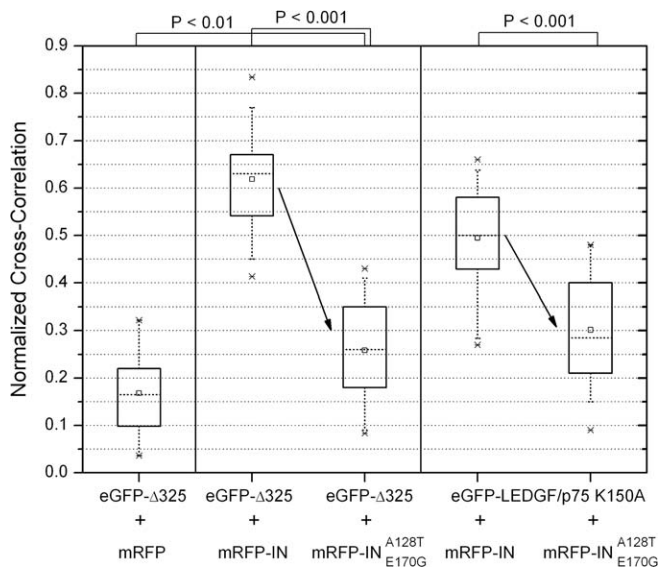 P < 0.01 P < 0.001 P < 0.001
0.9
0.8
0.7
0.6
0.5
0.4
0.3
0.2
0.1
0.0
Normalized Cross-Correlation
eGFP-Δ325 eGFP-Δ325 eGFP-Δ325 eGFP-LEDGF/p75 K150A
+ + + + +
mRFP mRFP-IN mRFP-IN A128T E170G mRFP-IN mRFP-IN A128T E170G